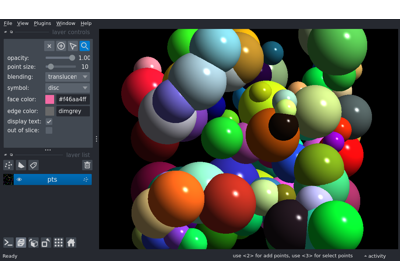 File View Plugins Window Help
layer controls
opacity: 1.00
point size: 10
blending: translucen
symbol: disc
face color: #f46aa4ff
edge color: dimgrey
display text:
out of slice:
layer list
pts
Ready use <2> for add points, use <3> for select points activity